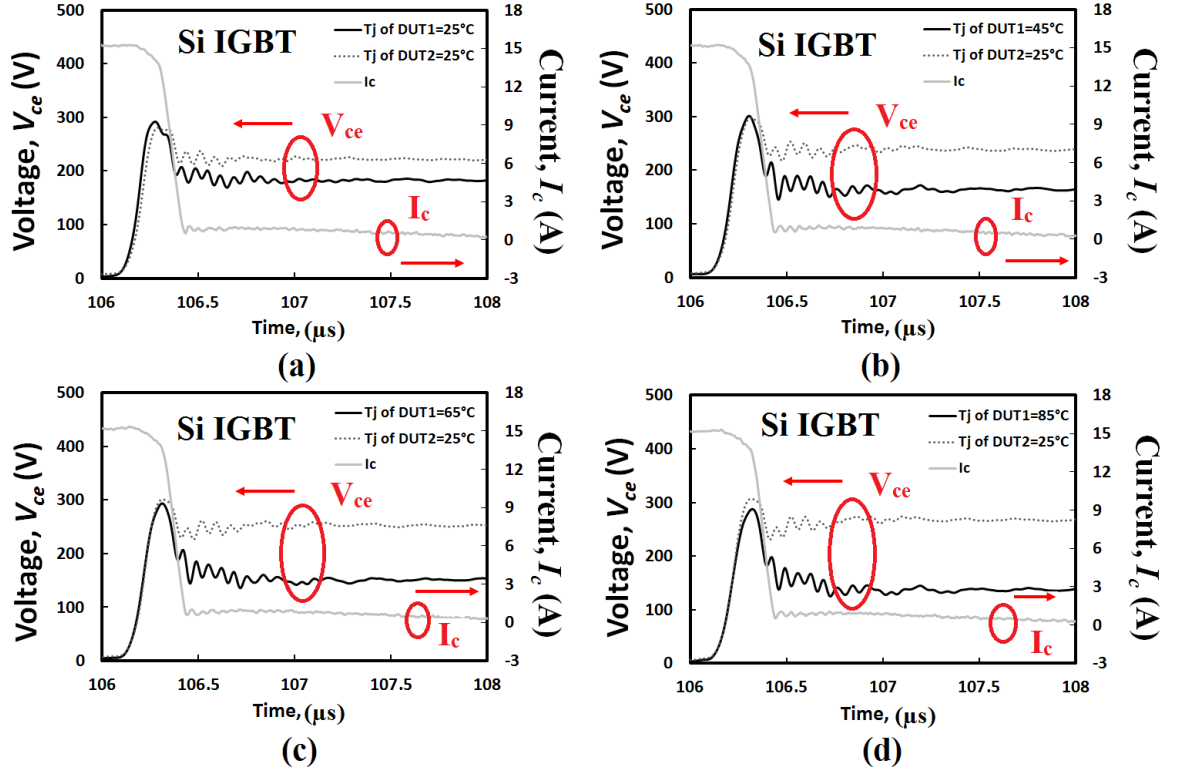 Si IGBT
Tj of DUT1=25°C
Tj of DUT2=25°C
Ic
Vce
Ic
Voltage, Vce (V)
500
400
300
200
100
0
Current, Ic (A)
18
15
12
9
6
3
0
-3
106
106.5
107
107.5
108
Time, (µs)
(a)
Si IGBT
Tj of DUT1=45°C
Tj of DUT2=25°C
Ic
Vce
Ic
Voltage, Vce (V)
500
400
300
200
100
0
Current, Ic (A)
18
15
12
9
6
3
0
-3
106
106.5
107
107.5
108
Time, (µs)
(b)
Si IGBT
Tj of DUT1=65°C
Tj of DUT2=25°C
Ic
Vce
Ic
Voltage, Vce (V)
500
400
300
200
100
0
Current, Ic (A)
18
15
12
9
6
3
0
-3
106
106.5
107
107.5
108
Time, (µs)
(c)
Si IGBT
Tj of DUT1=85°C
Tj of DUT2=25°C
Ic
Vce
Ic
Voltage, Vce (V)
500
400
300
200
100
0
Current, Ic (A)
18
15
12
9
6
3
0
-3
106
106.5
107
107.5
108
Time, (µs)
(d)